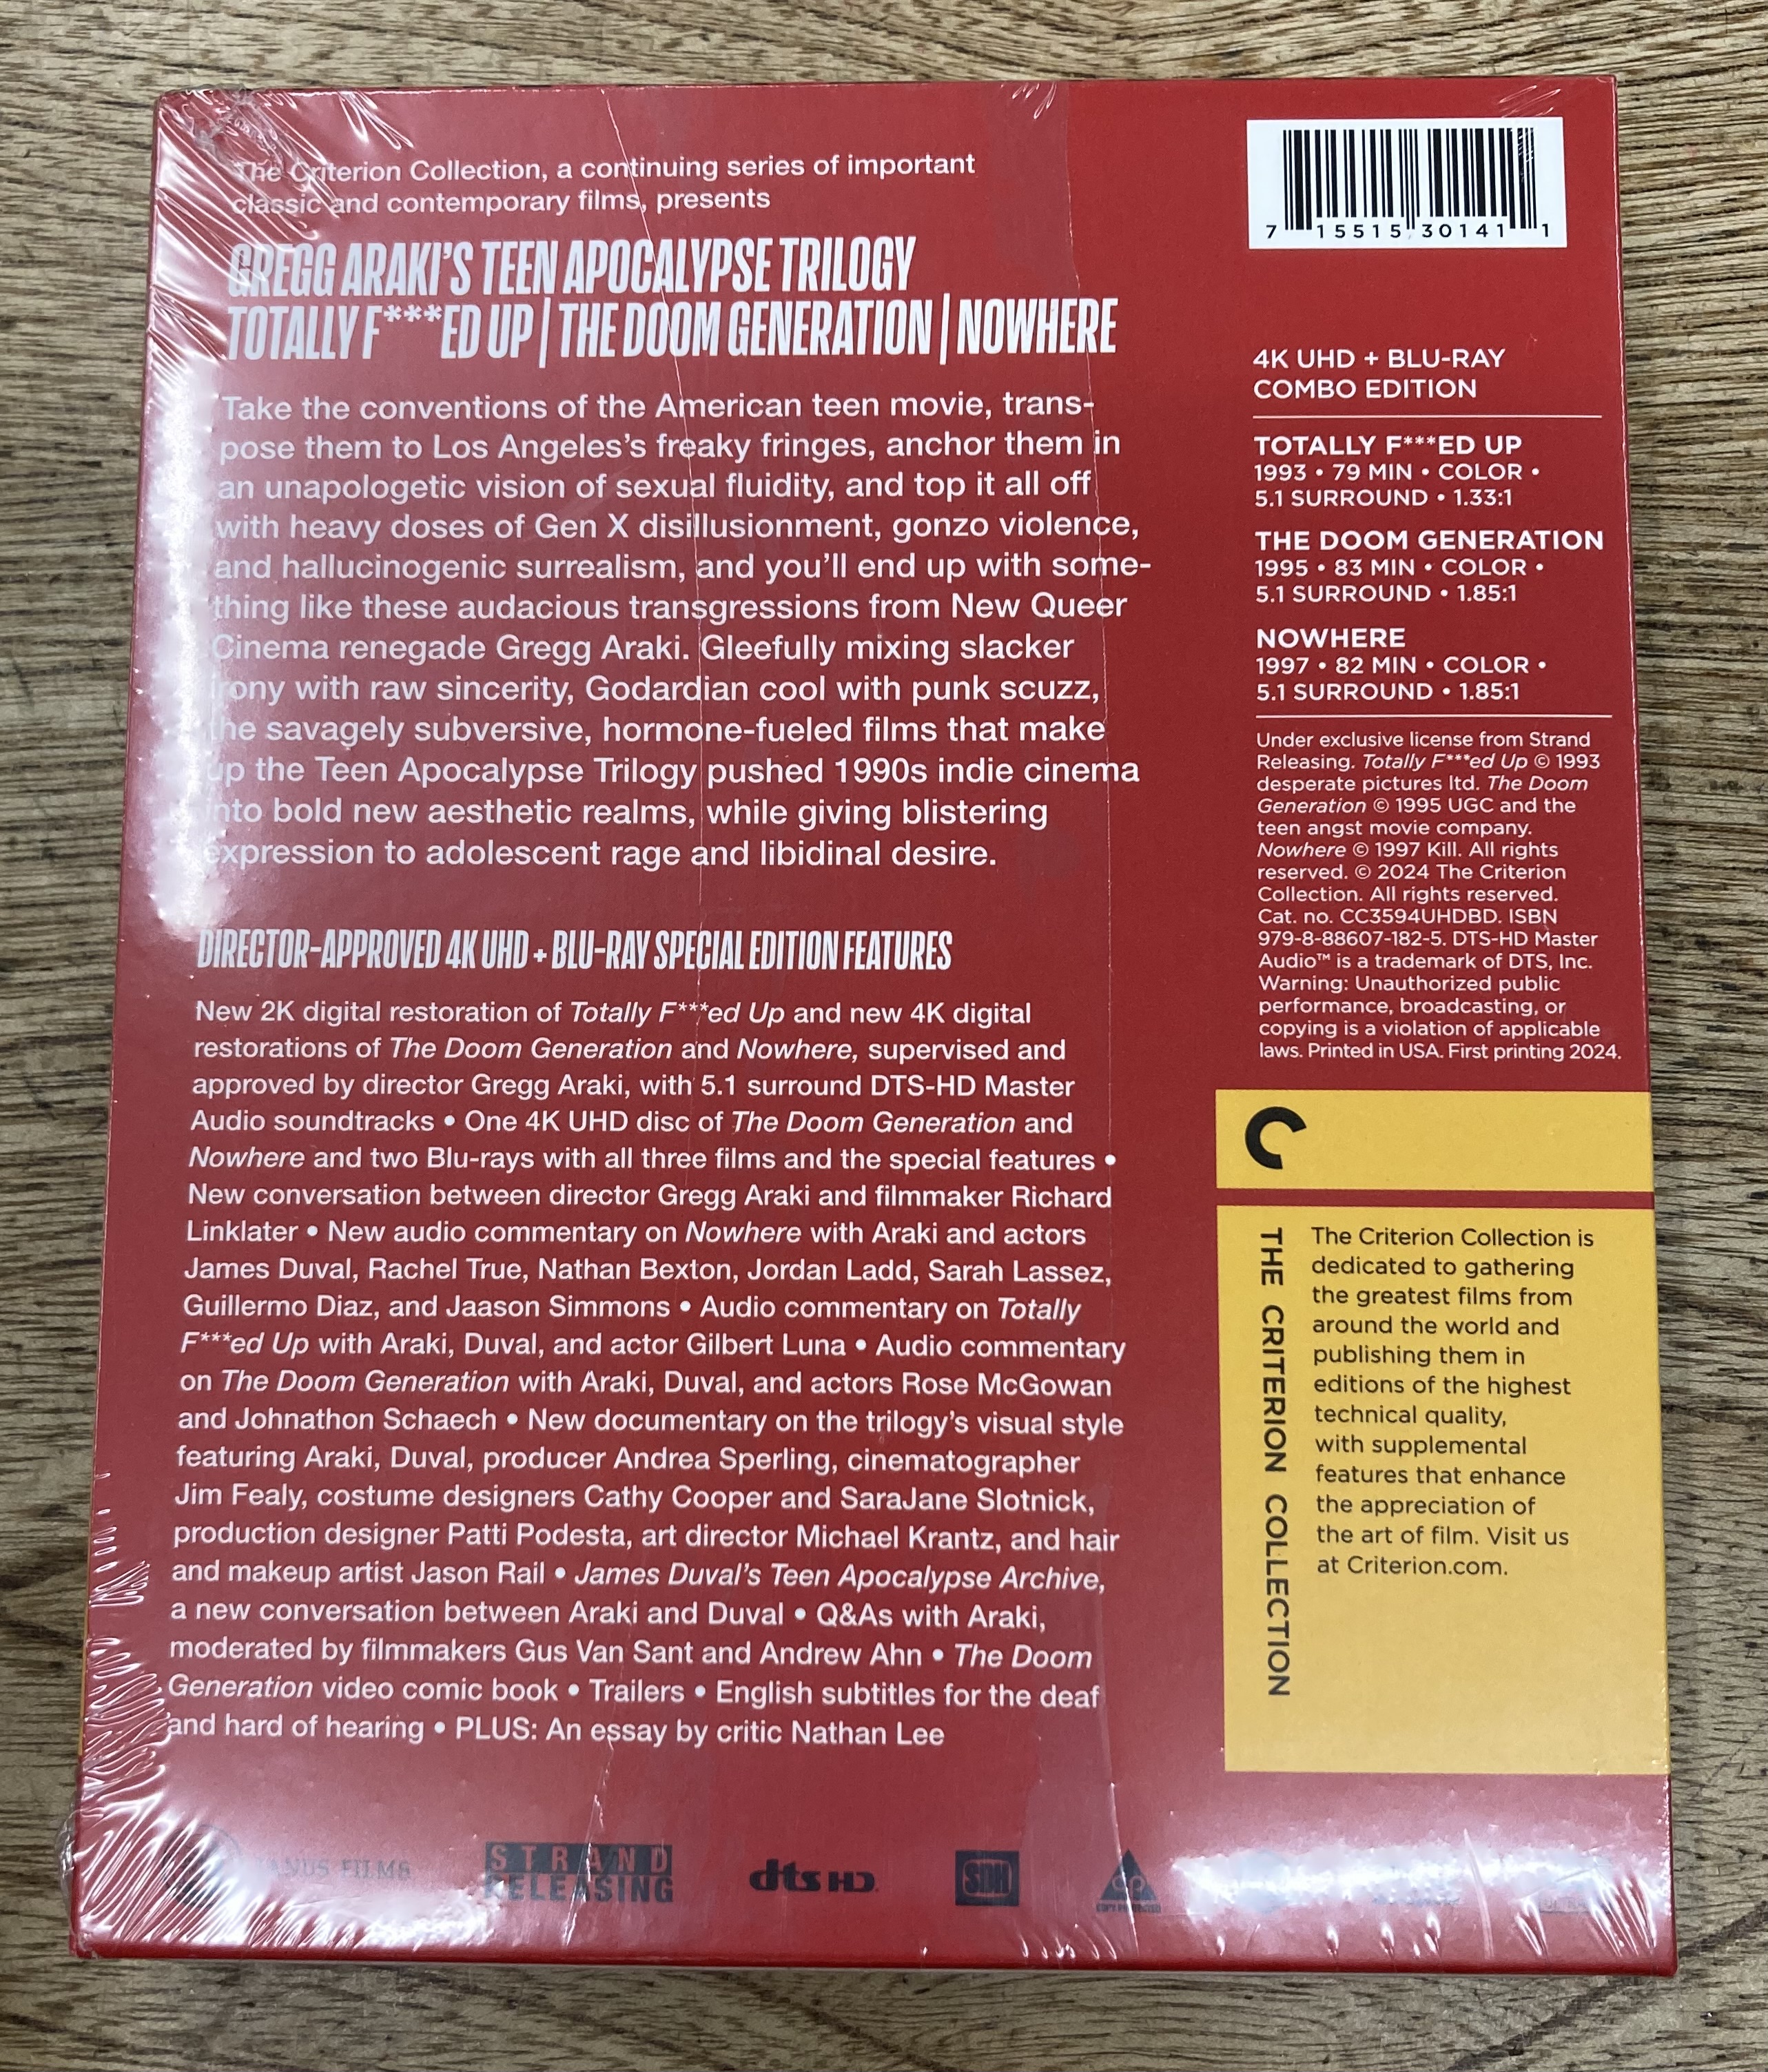 The Criterion Collection, a continuing series of important
classic and contemporary films, presents
GREGG ARAKI'S TEEN APOCALYPSE TRILOGY
TOTALLY F***ED UP | THE DOOM GENERATION | NOWHERE
Take the conventions of the American teen movie, trans-
pose them to Los Angeles's freaky fringes, anchor them in
an unapologetic vision of sexual fluidity, and top it all off
with heavy doses of Gen X disillusionment, gonzo violence,
and hallucinogenic surrealism, and you'll end up with some-
thing like these audacious transgressions from New Queer
Cinema renegade Gregg Araki. Gleefully mixing slacker
irony with raw sincerity, Godardian cool with punk scuzz,
the savagely subversive, hormone-fueled films that make
up the Teen Apocalypse Trilogy pushed 1990s indie cinema
into bold new aesthetic realms, while giving blistering
expression to adolescent rage and libidinal desire.
DIRECTOR-APPROVED 4K UHD + BLU-RAY SPECIAL EDITION FEATURES
New 2K digital restoration of Totally F***ed Up and new 4K digital
restorations of The Doom Generation and Nowhere, supervised and
approved by director Gregg Araki, with 5.1 surround DTS-HD Master
Audio soundtracks • One 4K UHD disc of The Doom Generation and
Nowhere and two Blu-rays with all three films and the special features •
New conversation between director Gregg Araki and filmmaker Richard
Linklater • New audio commentary on Nowhere with Araki and actors
James Duval, Rachel True, Nathan Bexton, Jordan Ladd, Sarah Lassez,
Guillermo Diaz, and Jaason Simmons • Audio commentary on Totally
F***ed Up with Araki, Duval, and actor Gilbert Luna • Audio commentary
on The Doom Generation with Araki, Duval, and actors Rose McGowan
and Johnathon Schaech • New documentary on the trilogy's visual style
featuring Araki, Duval, producer Andrea Sperling, cinematographer
Jim Fealy, costume designers Cathy Cooper and SaraJane Slotnick,
production designer Patti Podesta, art director Michael Krantz, and hair
and makeup artist Jason Rail • James Duval's Teen Apocalypse Archive,
a new conversation between Araki and Duval • Q&As with Araki,
moderated by filmmakers Gus Van Sant and Andrew Ahn • The Doom
Generation video comic book • Trailers • English subtitles for the deaf
and hard of hearing • PLUS: An essay by critic Nathan Lee
JANUS FILMS
STRAND
RELEASING
dts HD
SDH
cp
COPY PROTECTED
7 15515 30141 1
4K UHD + BLU-RAY
COMBO EDITION
TOTALLY F***ED UP
1993 • 79 MIN • COLOR •
5.1 SURROUND • 1.33:1
THE DOOM GENERATION
1995 • 83 MIN • COLOR •
5.1 SURROUND • 1.85:1
NOWHERE
1997 • 82 MIN • COLOR •
5.1 SURROUND • 1.85:1
Under exclusive license from Strand
Releasing. Totally F***ed Up © 1993
desperate pictures ltd. The Doom
Generation © 1995 UGC and the
teen angst movie company.
Nowhere © 1997 Kill. All rights
reserved. © 2024 The Criterion
Collection. All rights reserved.
Cat. no. CC3594UHDBD. ISBN
979-8-88607-182-5. DTS-HD Master
Audio™ is a trademark of DTS, Inc.
Warning: Unauthorized public
performance, broadcasting, or
copying is a violation of applicable
laws. Printed in USA. First printing 2024.
THE CRITERION COLLECTION
The Criterion Collection is
dedicated to gathering
the greatest films from
around the world and
publishing them in
editions of the highest
technical quality,
with supplemental
features that enhance
the appreciation of
the art of film. Visit us
at Criterion.com.